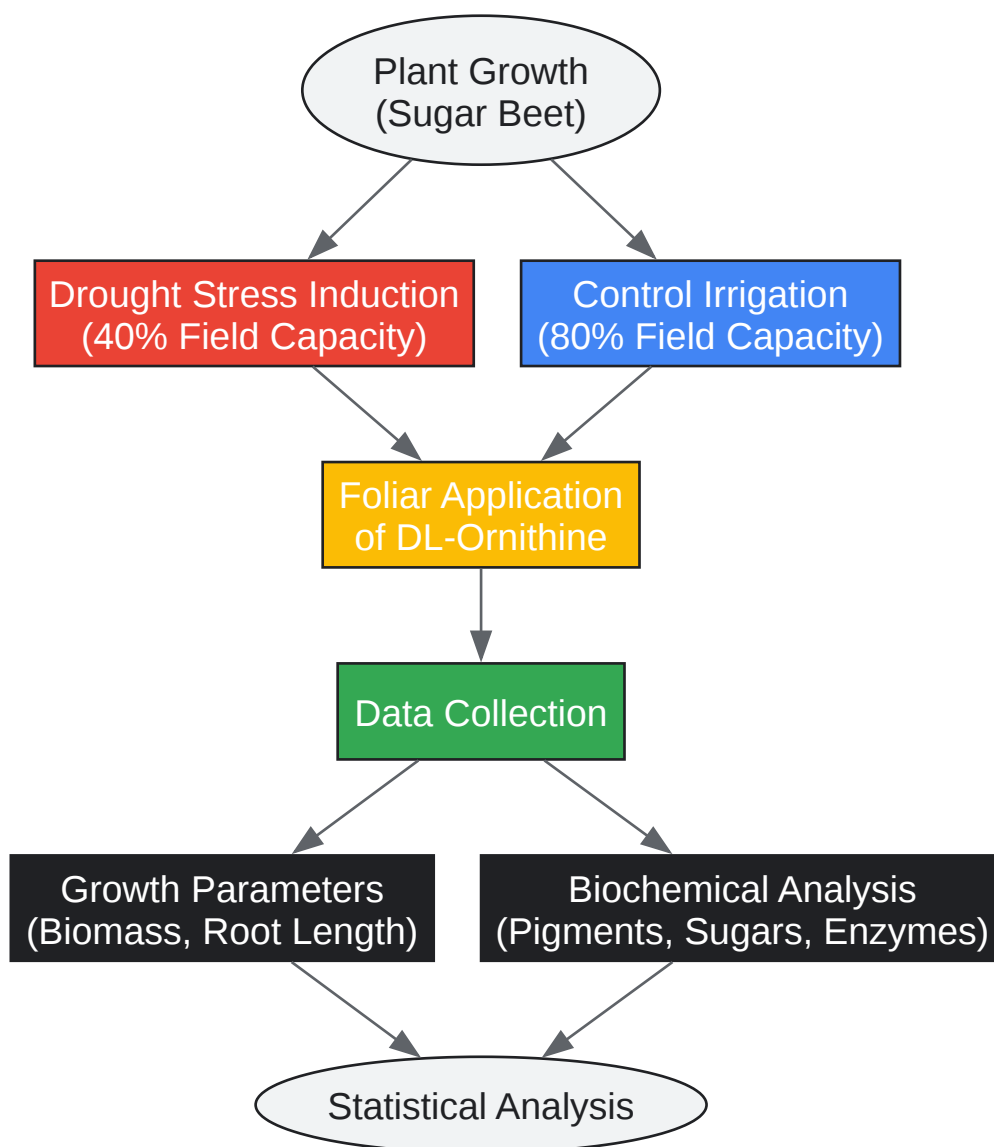 Plant Growth
(Sugar Beet)
Drought Stress Induction
(40% Field Capacity)
Control Irrigation
(80% Field Capacity)
Foliar Application
of DL-Ornithine
Data Collection
Growth Parameters
(Biomass, Root Length)
Biochemical Analysis
(Pigments, Sugars, Enzymes)
Statistical Analysis